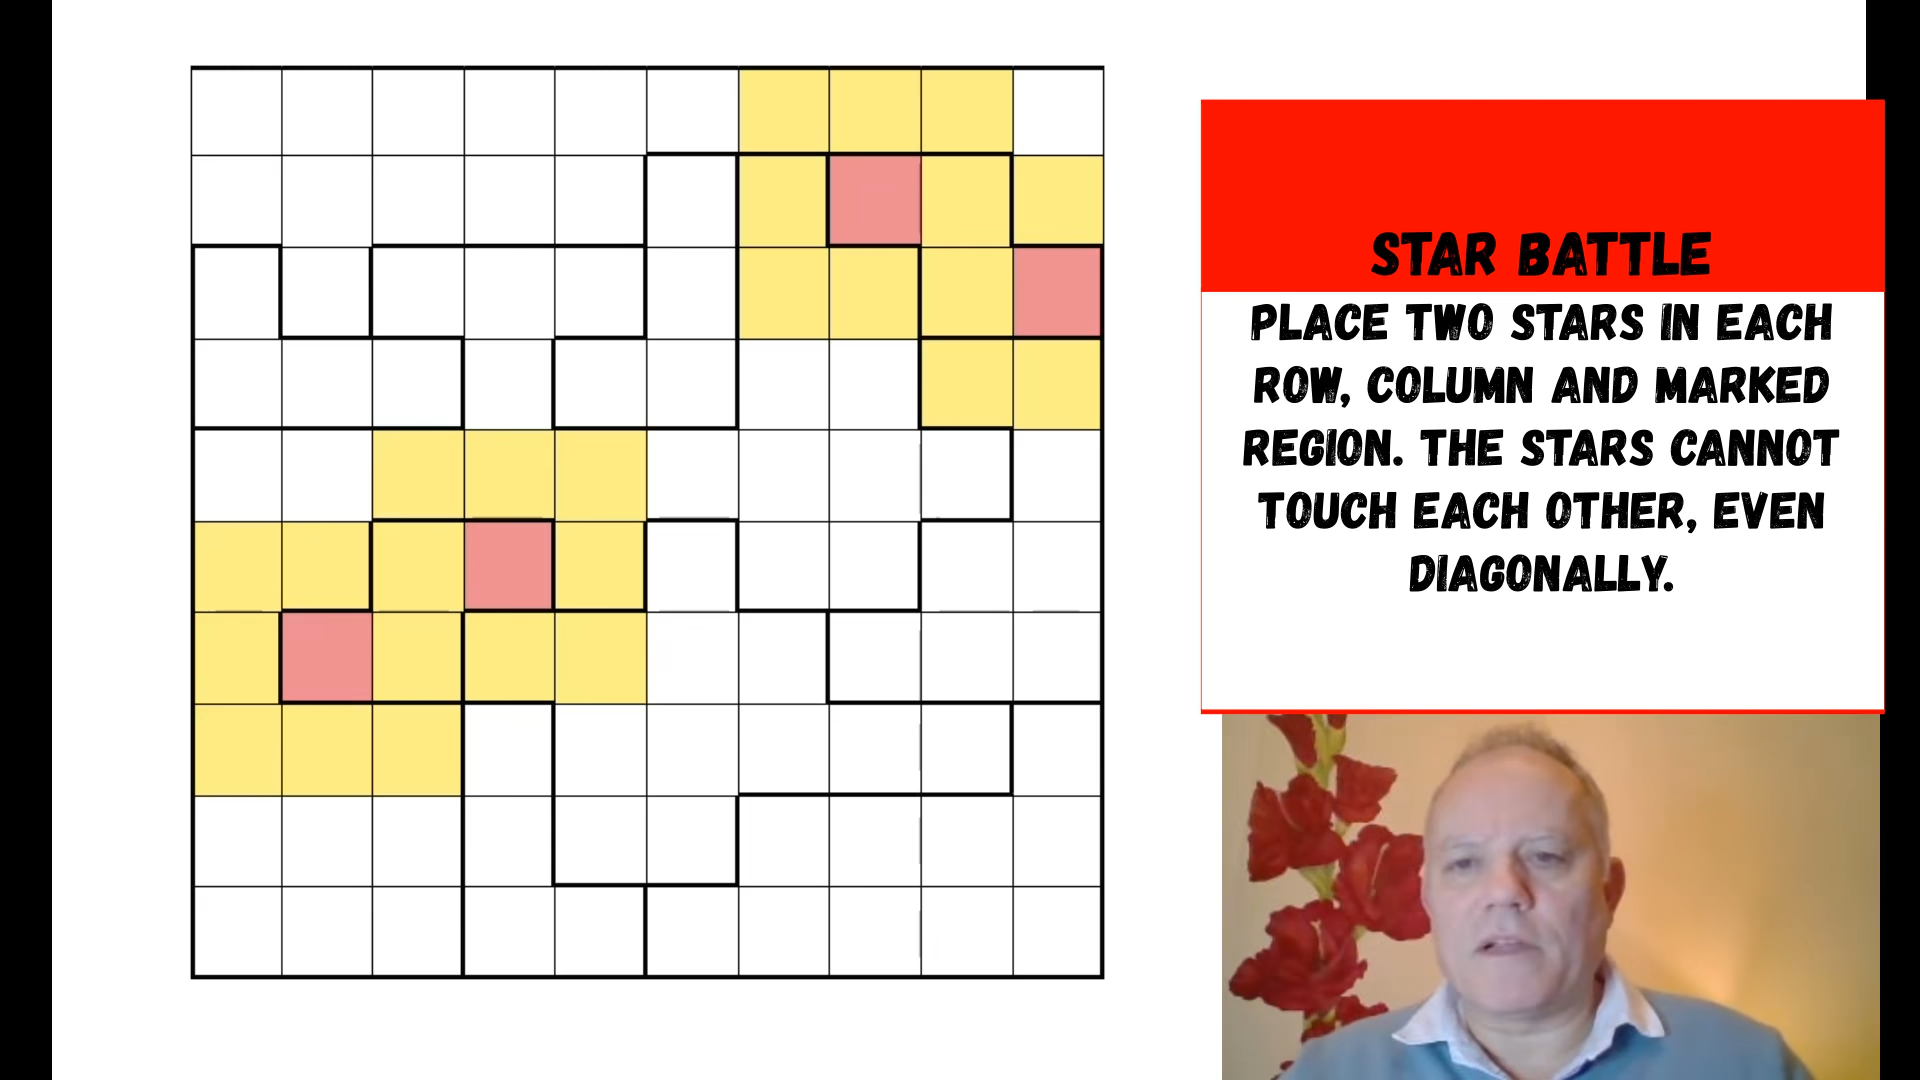 STAR BATTLE
PLACE TWO STARS IN EACH
ROW, COLUMN AND MARKED
REGION. THE STARS CANNOT
TOUCH EACH OTHER, EVEN
DIAGONALLY.